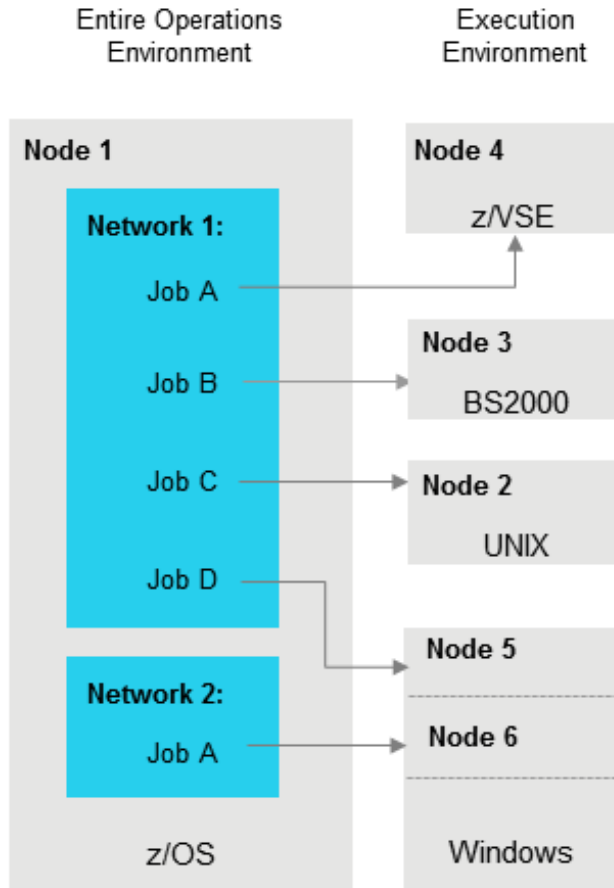 Entire Operations
Environment
Execution
Environment
Node 1
Network 1:
Job A
Job B
Job C
Job D
Network 2:
Job A
z/OS
Node 4
z/VSE
Node 3
BS2000
Node 2
UNIX
Node 5
Node 6
Windows